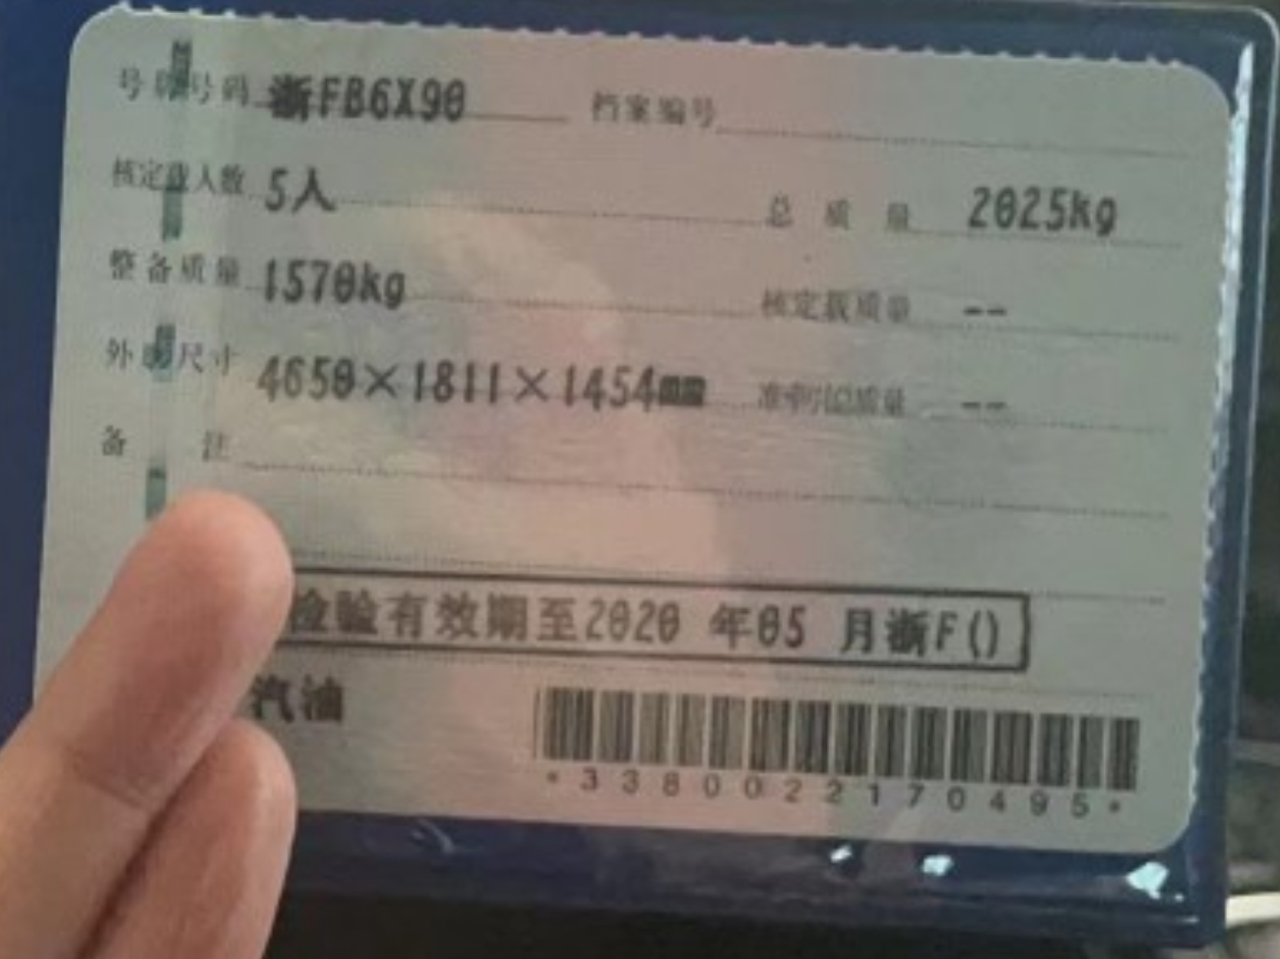 号牌号码 浙FB6X90 档案编号
核定载人数 5人 总质量 2025kg
整备质量 1570kg 核定载质量 --
外廓尺寸 4650×1811×1454mm 准牵引总质量 --
备注
检验有效期至2020 年05 月浙F()
汽油
*3380022170495*